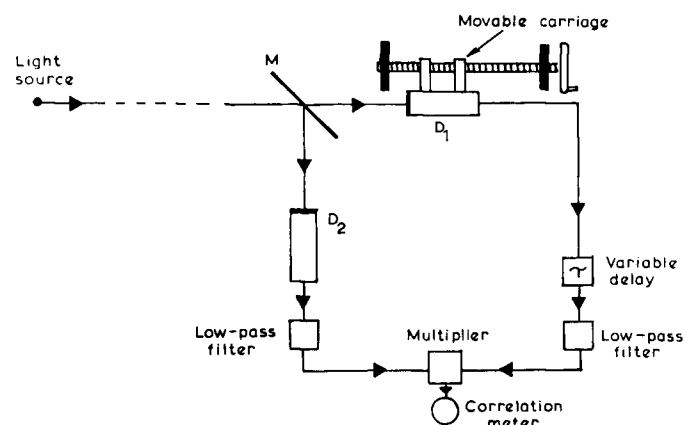 Movable carriage
Light
source
M
D1
D2
τ
Variable
delay
Low-pass
filter
Multiplier
Low-pass
filter
Correlation
meter